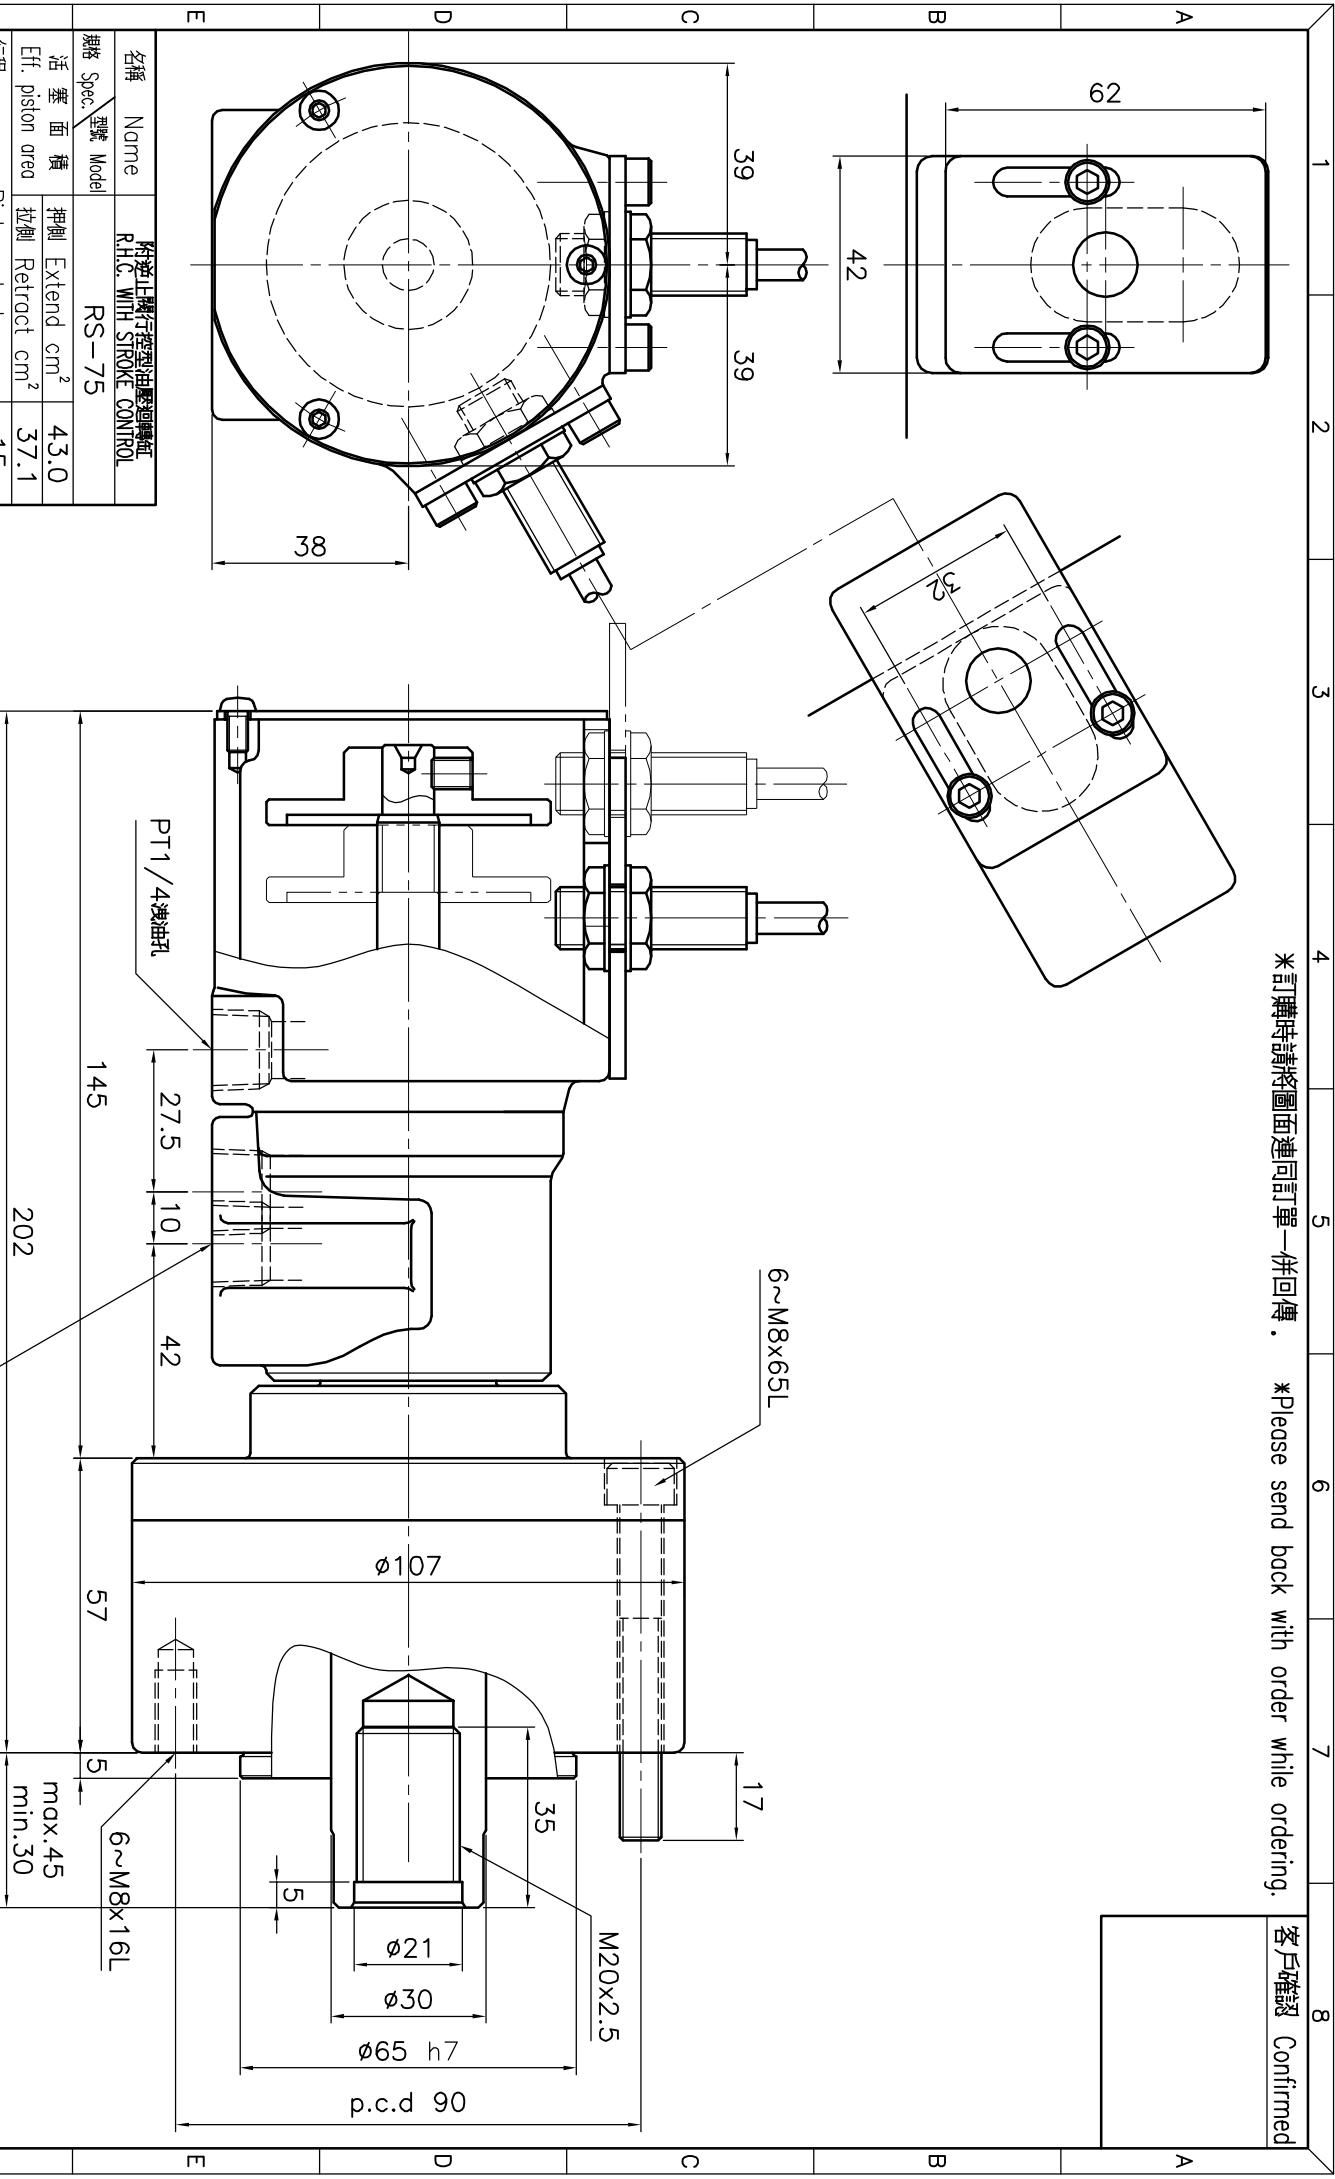 1
2
3
4
5
6
7
8
A
B
C
D
E
A
B
C
D
E
※訂購時請將圖面連同訂單一併回傳.
*Please send back with order while ordering.
客戶確認 Confirmed
62
42
32
39
39
38
6~M8x65L
17
PT1/4洩油孔
27.5
10
42
145
57
5
202
max.45
min.30
ø107
35
5
M20x2.5
6~M8x16L
ø21
ø30
ø65 h7
p.c.d 90
名稱 Name
附逆止閥行控型油壓迴轉缸
R.H.C. WITH STROKE CONTROL
規格 Spec. 型號 Model
RS-75
活塞面積
Eff. piston area
押側 Extend cm²
43.0
拉側 Retract cm²
37.1